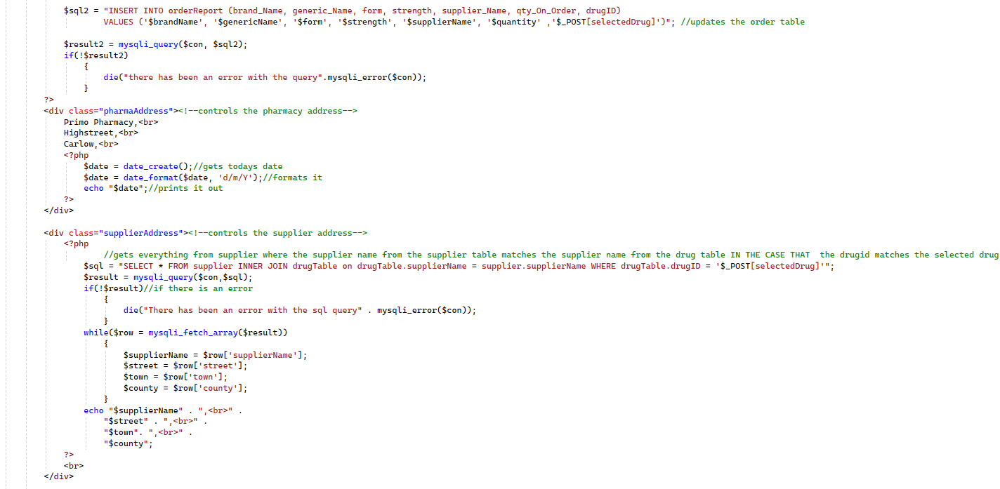 $sql2 = "INSERT INTO orderReport (brand_Name, generic_Name, form, strength, supplier_Name, qty_On_Order, drugID)
VALUES ('$brandName', '$genericName', '$form', '$strength', '$supplierName', '$quantity' ,'$_POST[selectedDrug]')"; //updates the order table
$result2 = mysqli_query($con, $sql2);
if(!$result2)
{
die("there has been an error with the query".mysqli_error($con));
}
?>
<div class="pharmaAddress"><!--controls the pharmacy address-->
Primo Pharmacy,<br>
Highstreet,<br>
Carlow,<br>
<?php
$date = date_create();//gets todays date
$date = date_format($date, 'd/m/Y');//formats it
echo "$date";//prints it out
?>
</div>
<div class="supplierAddress"><!--controls the supplier address-->
<?php
//gets everything from supplier where the supplier name from the supplier table matches the supplier name from the drug table IN THE CASE THAT  the drugid matches the selected drug
$sql = "SELECT * FROM supplier INNER JOIN drugTable on drugTable.supplierName = supplier.supplierName WHERE drugTable.drugID = '$_POST[selectedDrug]'";
$result = mysqli_query($con,$sql);
if(!$result)//if there is an error
{
die("There has been an error with the sql query" . mysqli_error($con));
}
while($row = mysqli_fetch_array($result))
{
$supplierName = $row['supplierName'];
$street = $row['street'];
$town = $row['town'];
$county = $row['county'];
}
echo "$supplierName" . ",<br>" .
"$street" . ",<br>" .
"$town". ",<br>" .
"$county";
?>
<br>
</div>